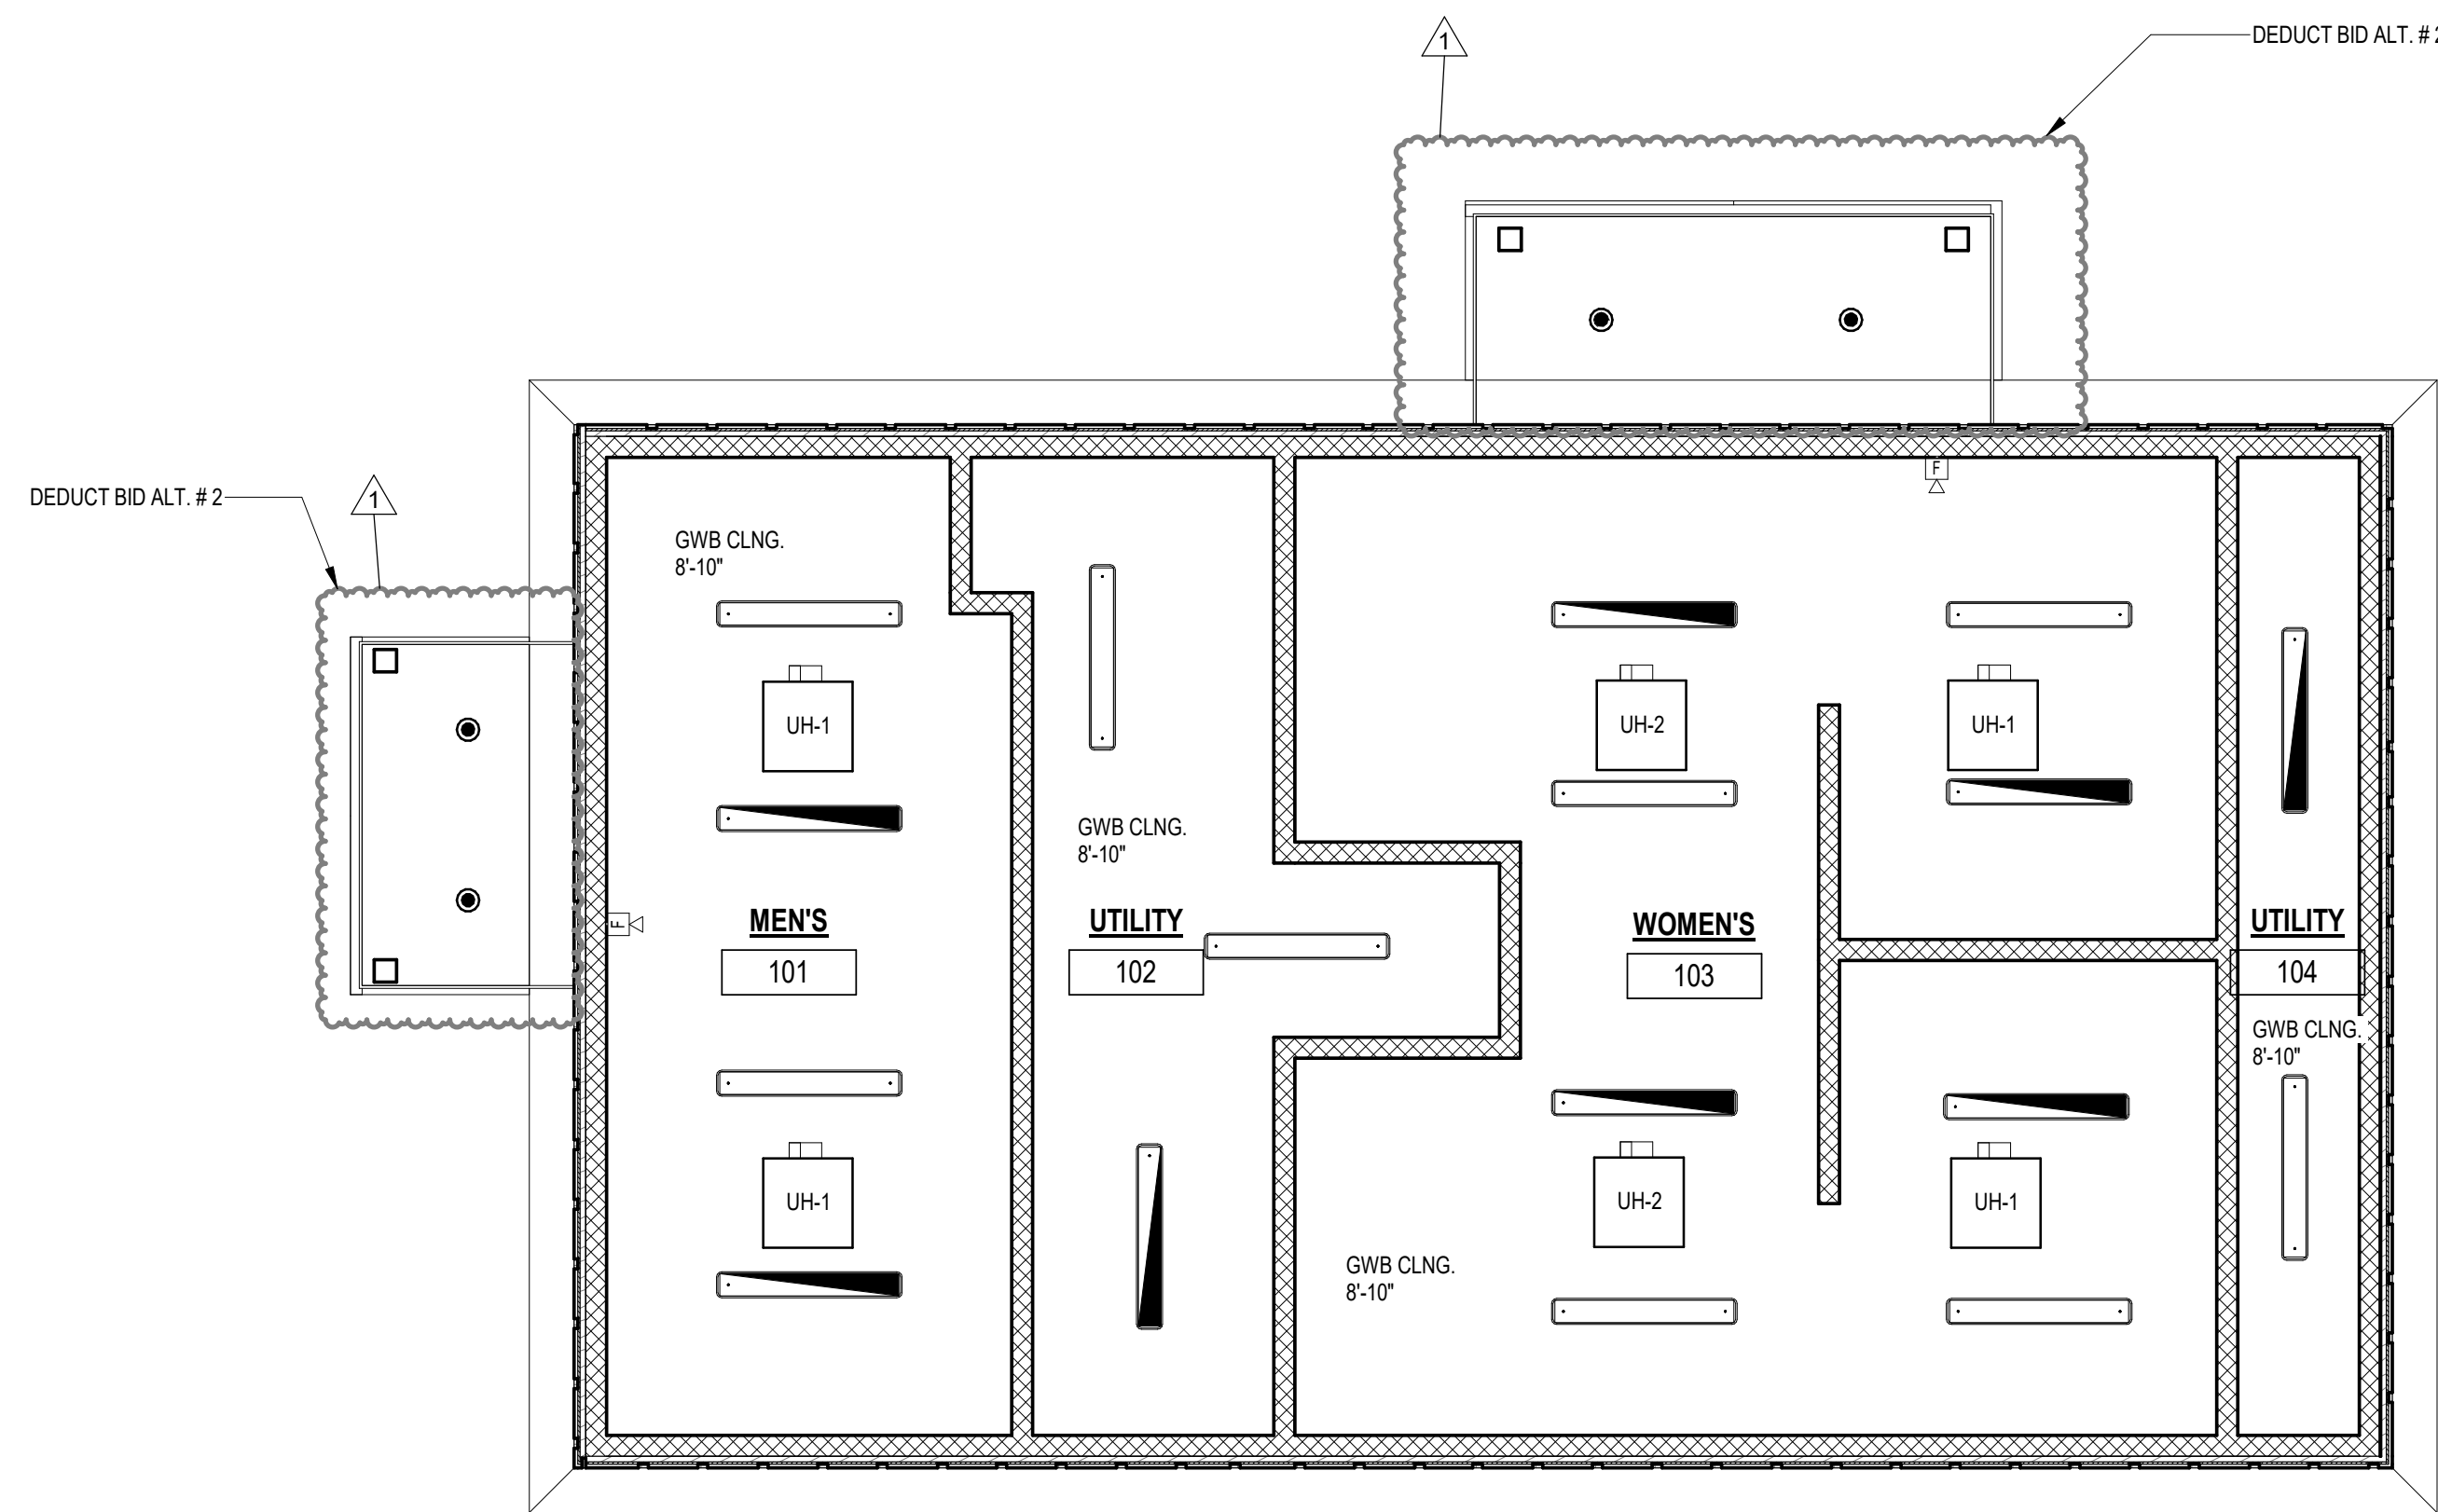 1
DEDUCT BID ALT. # 2
F
DEDUCT BID ALT. # 2
1
GWB CLNG.
8'-10"
UH-1
UH-2
UH-1
GWB CLNG.
8'-10"
F
MEN'S
101
UTILITY
102
WOMEN'S
103
UTILITY
104
GWB CLNG.
8'-10"
UH-1
UH-2
UH-1
GWB CLNG.
8'-10"